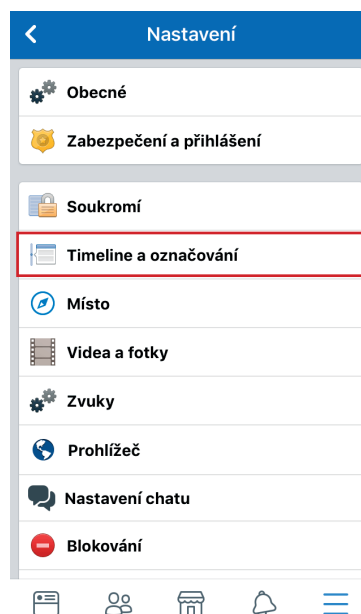 Nastavení
Obecné
Zabezpečení a přihlášení
Soukromí
Timeline a označování
Místo
Videa a fotky
Zvuky
Prohlížeč
Nastavení chatu
Blokování